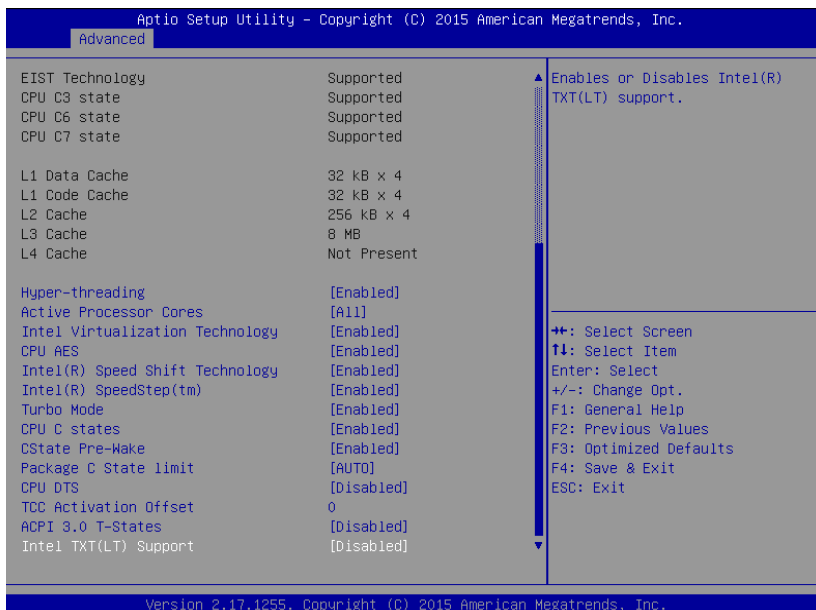 Aptio Setup Utility – Copyright (C) 2015 American Megatrends, Inc.
Advanced
EIST Technology Supported
CPU C3 state Supported
CPU C6 state Supported
CPU C7 state Supported
L1 Data Cache 32 kB x 4
L1 Code Cache 32 kB x 4
L2 Cache 256 kB x 4
L3 Cache 8 MB
L4 Cache Not Present
Hyper-threading [Enabled]
Active Processor Cores [All]
Intel Virtualization Technology [Enabled]
CPU AES [Enabled]
Intel(R) Speed Shift Technology [Enabled]
Intel(R) SpeedStep(tm) [Enabled]
Turbo Mode [Enabled]
CPU C states [Enabled]
CState Pre-Wake [Enabled]
Package C State limit [AUTO]
CPU DTS [Disabled]
TCC Activation Offset 0
ACPI 3.0 T-States [Disabled]
Intel TXT(LT) Support [Disabled]
Enables or Disables Intel(R)
TXT(LT) support.
→←: Select Screen
↑↓: Select Item
Enter: Select
+/-: Change Opt.
F1: General Help
F2: Previous Values
F3: Optimized Defaults
F4: Save & Exit
ESC: Exit
Version 2.17.1255. Copyright (C) 2015 American Megatrends, Inc.